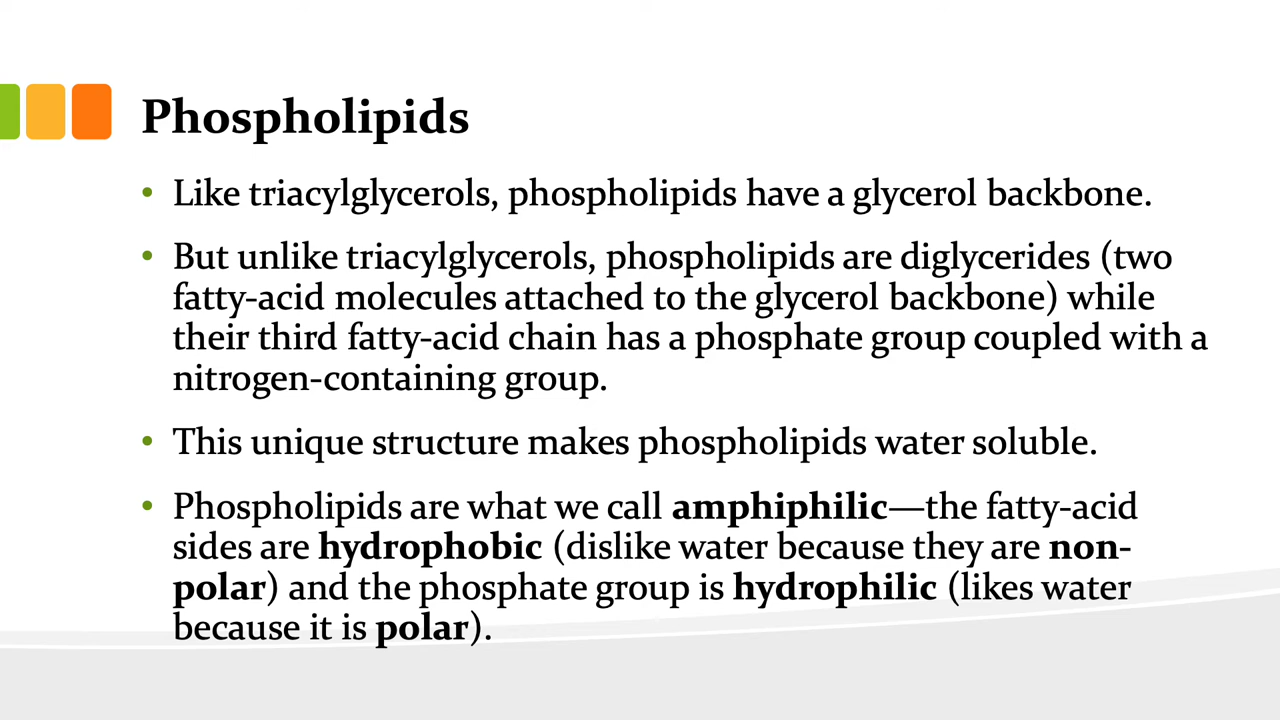 Phospholipids
• Like triacylglycerols, phospholipids have a glycerol backbone.
• But unlike triacylglycerols, phospholipids are diglycerides (two
fatty-acid molecules attached to the glycerol backbone) while
their third fatty-acid chain has a phosphate group coupled with a
nitrogen-containing group.
• This unique structure makes phospholipids water soluble.
• Phospholipids are what we call amphiphilic—the fatty-acid
sides are hydrophobic (dislike water because they are non-
polar) and the phosphate group is hydrophilic (likes water
because it is polar).